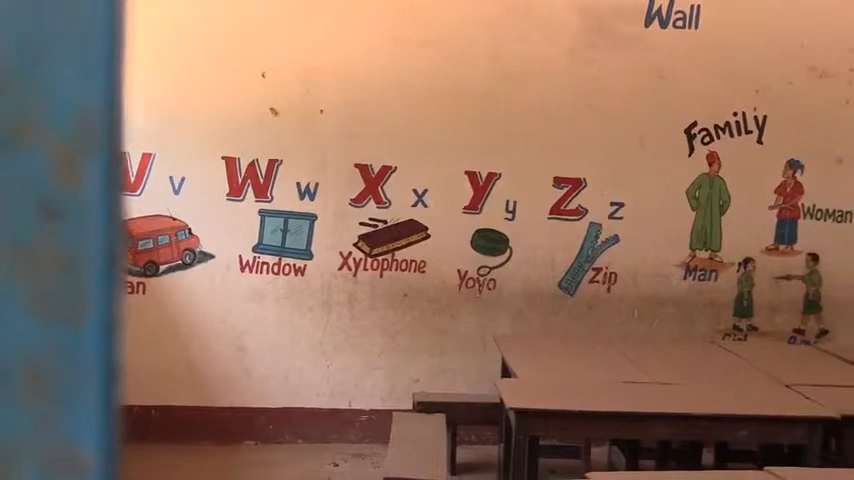 Wall
V v
W w
X x
Y y
Z z
Family
Window
Xylophone
Yoyo
Zip
Man
Woman